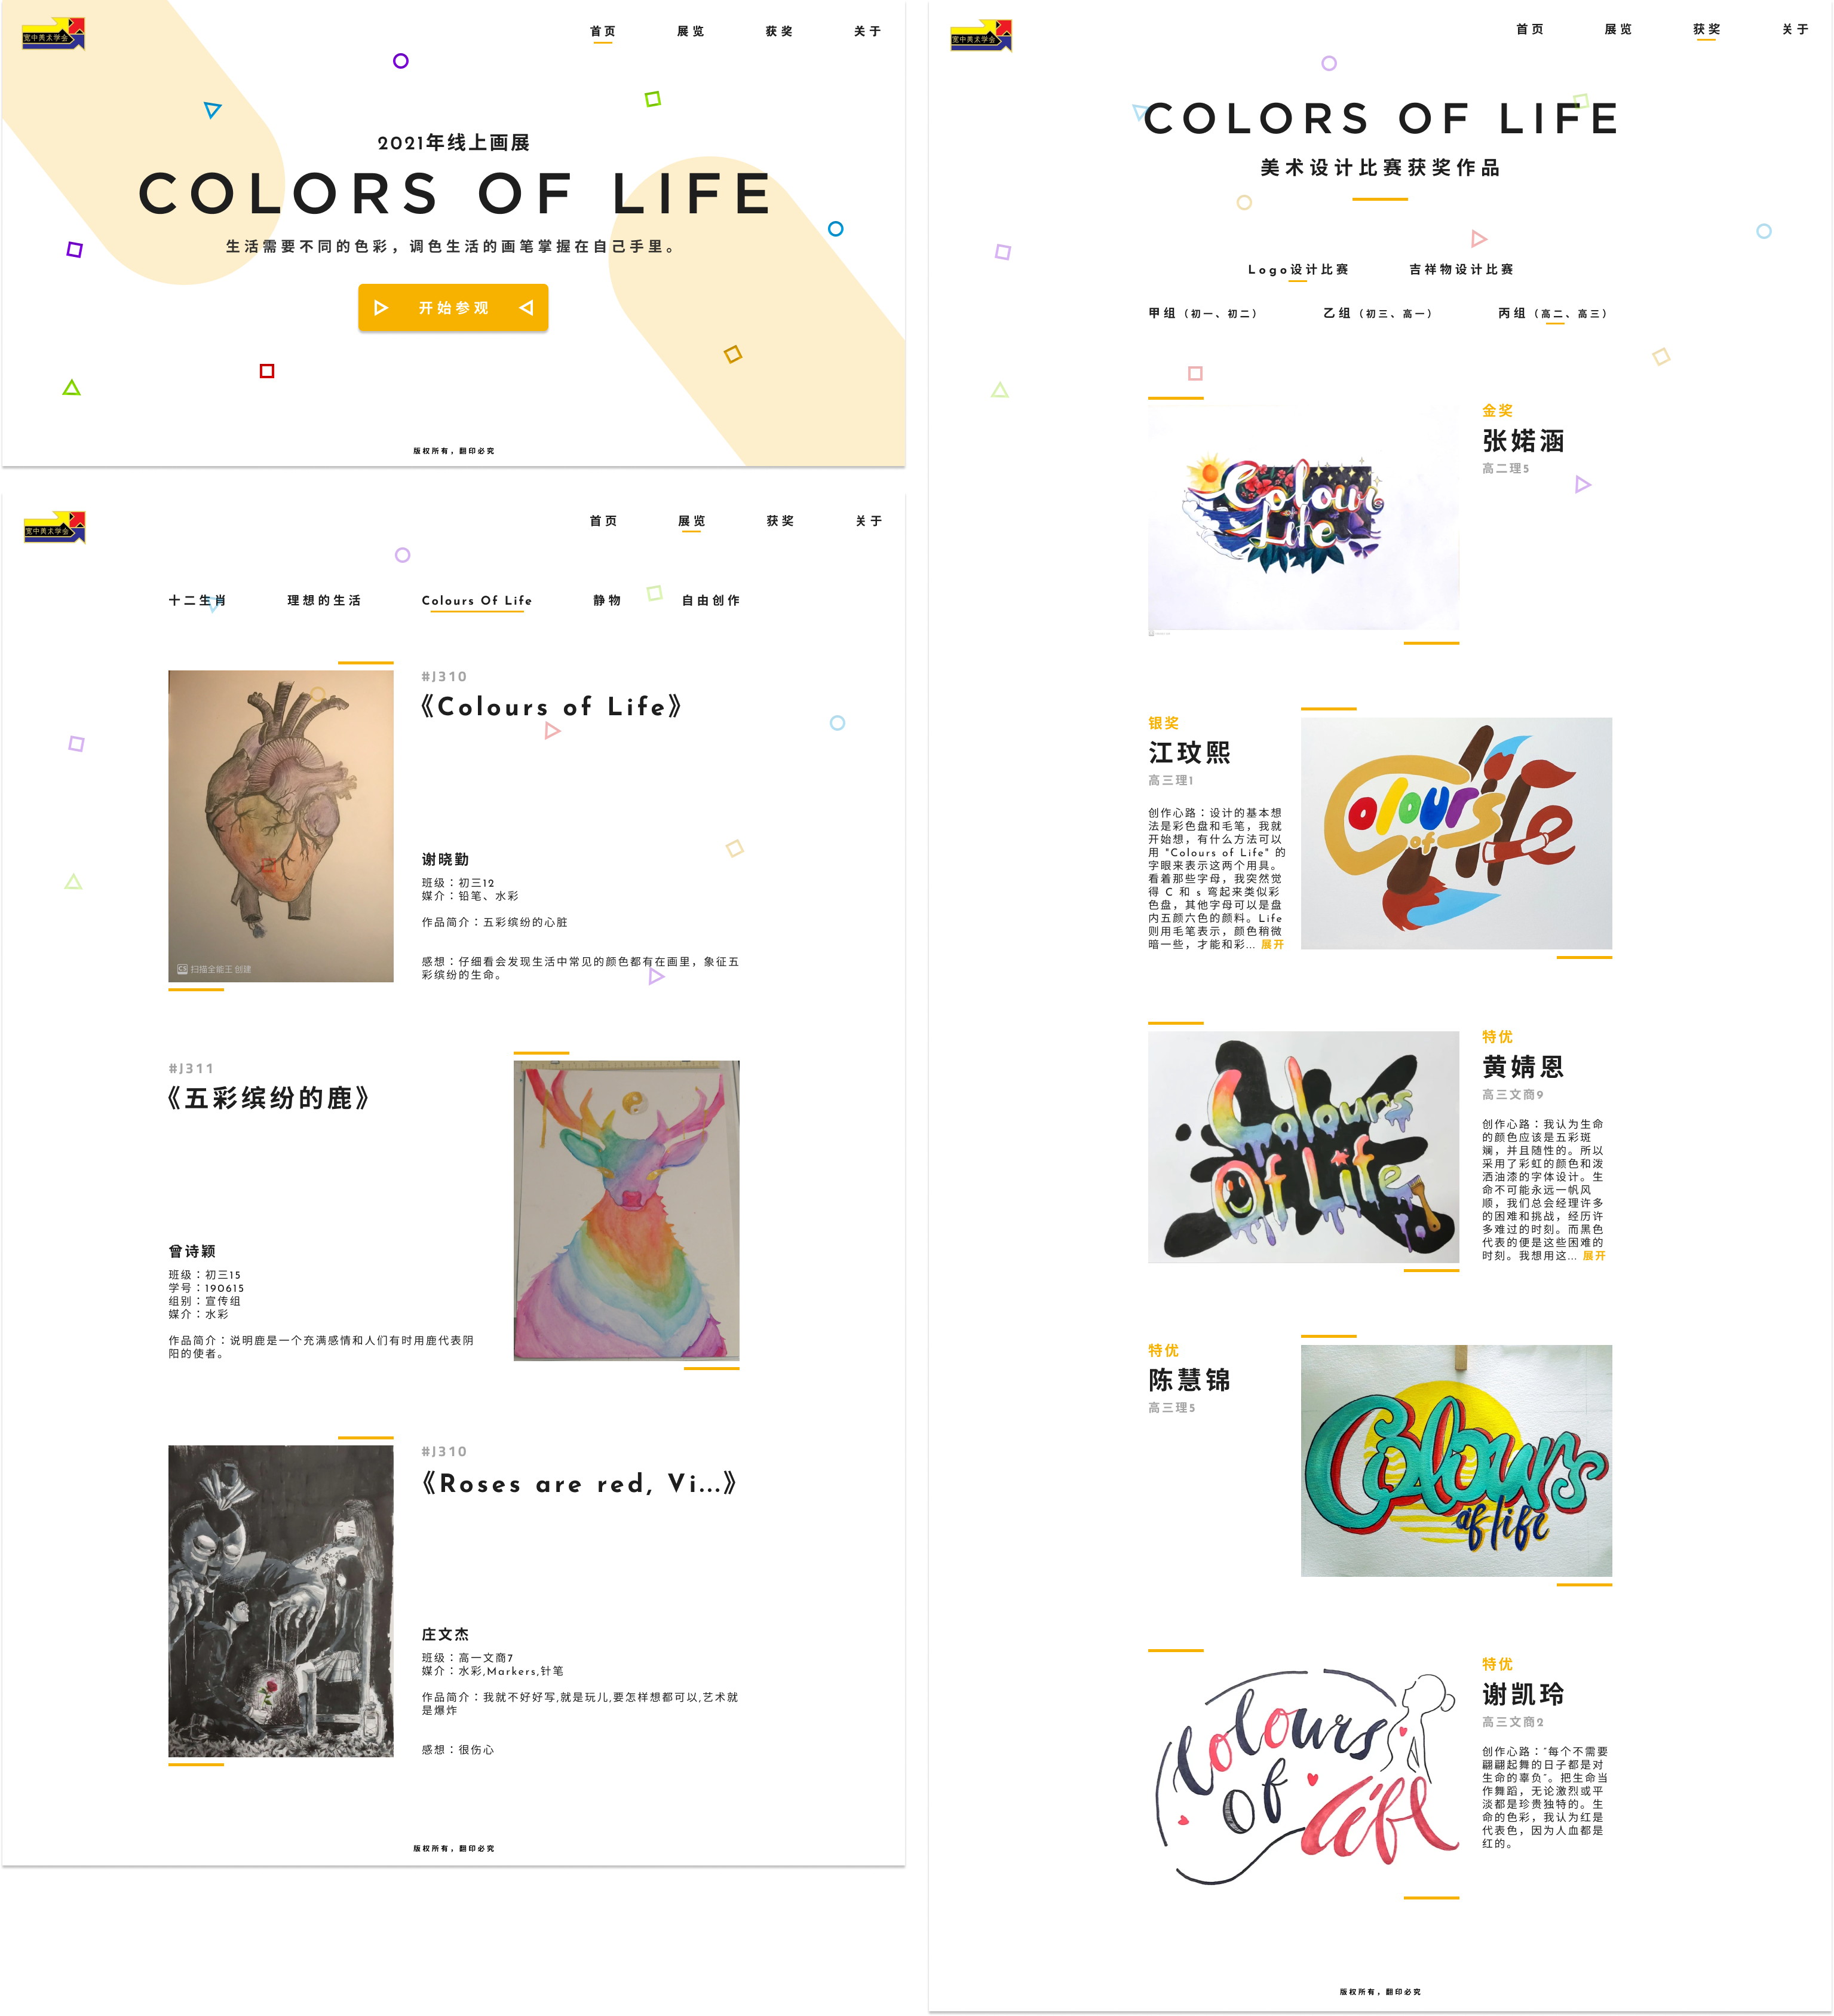 宽中美术学会
首页
展览
获奖
关于
2021年线上画展
COLORS OF LIFE
生活需要不同的色彩，调色生活的画笔掌握在自己手里。
开始参观
版权所有，翻印必究
宽中美术学会
首页
展览
获奖
关于
十二生肖
理想的生活
Colours Of Life
静物
自由创作
扫描全能王 创建
#J310
《Colours of Life》
谢晓勤
班级：初三12
媒介：铅笔、水彩
作品简介：五彩缤纷的心脏
感想：仔细看会发现生活中常见的颜色都有在画里，象征五
彩缤纷的生命。
#J311
《五彩缤纷的鹿》
曾诗颖
班级：初三15
学号：190615
组别：宣传组
媒介：水彩
作品简介：说明鹿是一个充满感情和人们有时用鹿代表阴
阳的使者。
#J310
《Roses are red, Vi...》
庄文杰
班级：高一文商7
媒介：水彩,Markers,针笔
作品简介：我就不好好写,就是玩儿,要怎样想都可以,艺术就
是爆炸
感想：很伤心
版权所有，翻印必究
宽中美术学会
首页
展览
获奖
关于
COLORS OF LIFE
美术设计比赛获奖作品
Logo设计比赛
吉祥物设计比赛
甲组（初一、初二）
乙组（初三、高一）
丙组（高二、高三）
Colour
Life
金奖
张婼涵
高二理5
银奖
江玟熙
高三理1
创作心路：设计的基本想
法是彩色盘和毛笔，我就
开始想，有什么方法可以
用 "Colours of Life" 的
字眼来表示这两个用具。
看着那些字母，我突然觉
得 C 和 s 弯起来类似彩
色盘，其他字母可以是盘
内五颜六色的颜料。Life
则用毛笔表示，颜色稍微
暗一些，才能和彩... 展开
Colours
of
Life
Colours
Of Life
特优
黄婧恩
高三文商9
创作心路：我认为生命
的颜色应该是五彩斑
斓，并且随性的。所以
采用了彩虹的颜色和泼
洒油漆的字体设计。生
命不可能永远一帆风
顺，我们总会经理许多
的困难和挑战，经历许
多难过的时刻。而黑色
代表的便是这些困难的
时刻。我想用这... 展开
特优
陈慧锦
高三理5
Colours
of life
Colours
Of
Life
特优
谢凯玲
高三文商2
创作心路："每个不需要
翩翩起舞的日子都是对
生命的辜负"。把生命当
作舞蹈，无论激烈或平
淡都是珍贵独特的。生
命的色彩，我认为红是
代表色，因为人血都是
红的。
版权所有，翻印必究